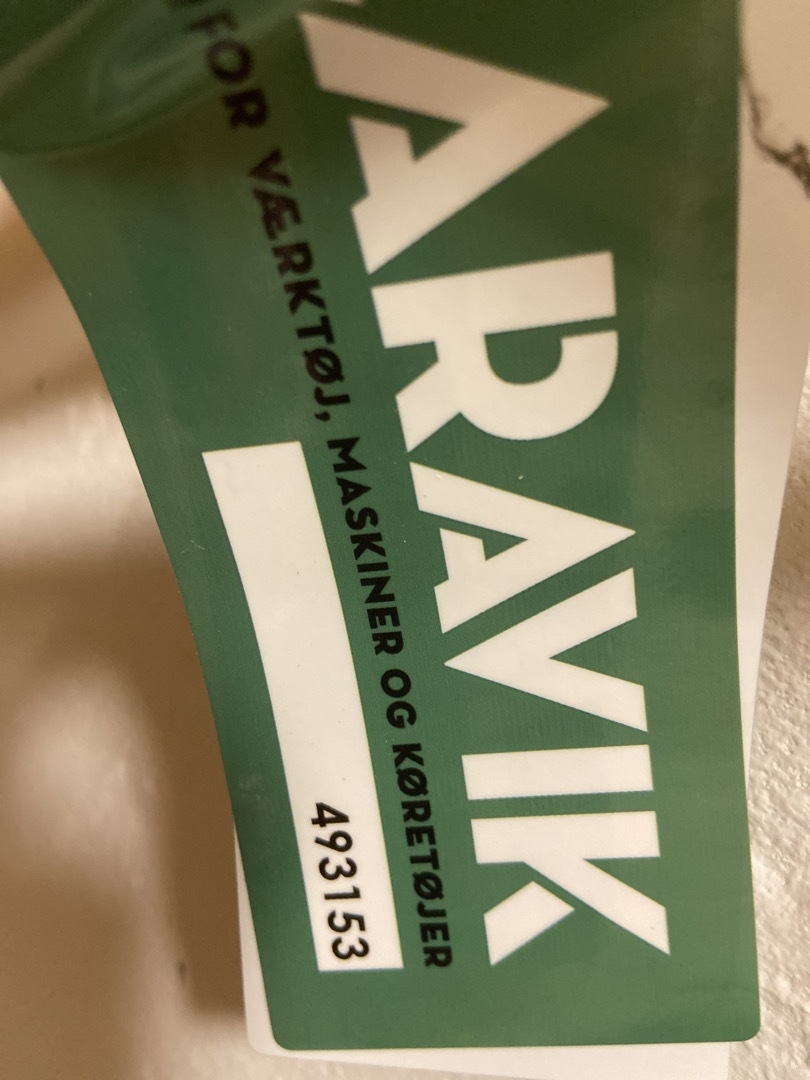 ARAVIK
FOR VÆRKTØJ, MASKINER OG KØRETØJER
493153